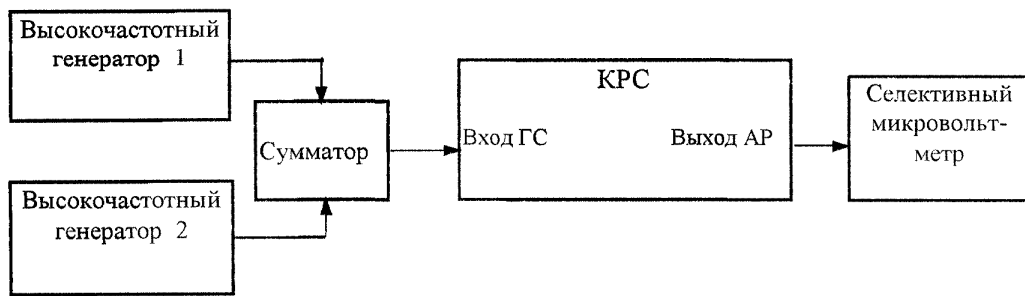 Высокочастотный
генератор 1
Высокочастотный
генератор 2
Сумматор
КРС
Вход ГС
Выход АР
Селективный
микровольт-
метр